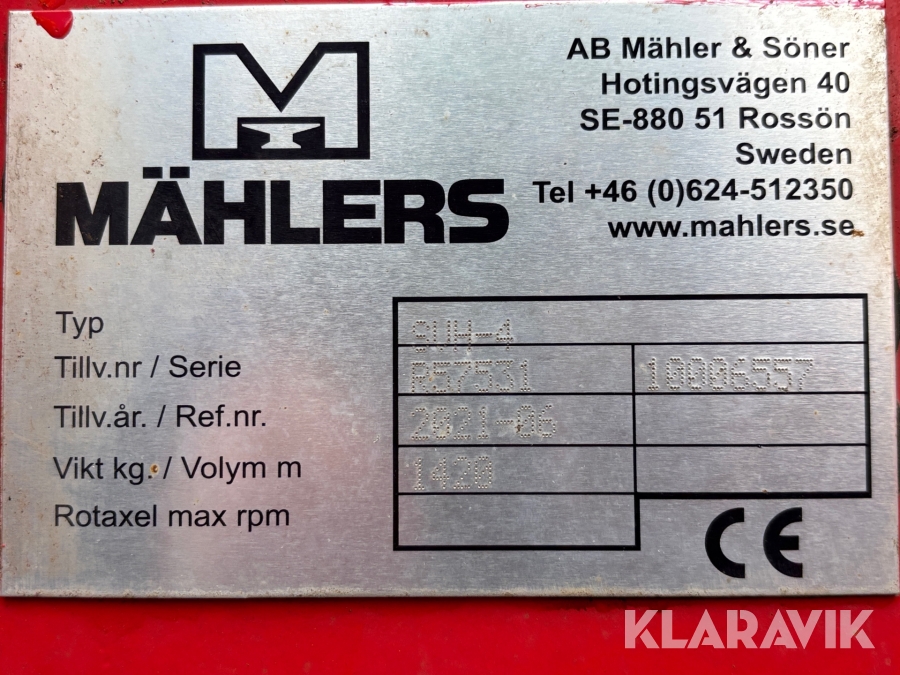 MÄHLERS
AB Mähler & Söner
Hotingsvägen 40
SE-880 51 Rossön
Sweden
Tel +46 (0)624-512350
www.mahlers.se
Typ SVH-4
Tillv.nr / Serie R57531 10006557
Tillv.år. / Ref.nr. 2021-06
Vikt kg. / Volym m 1420
Rotaxel max rpm
CE
KLARAVIK